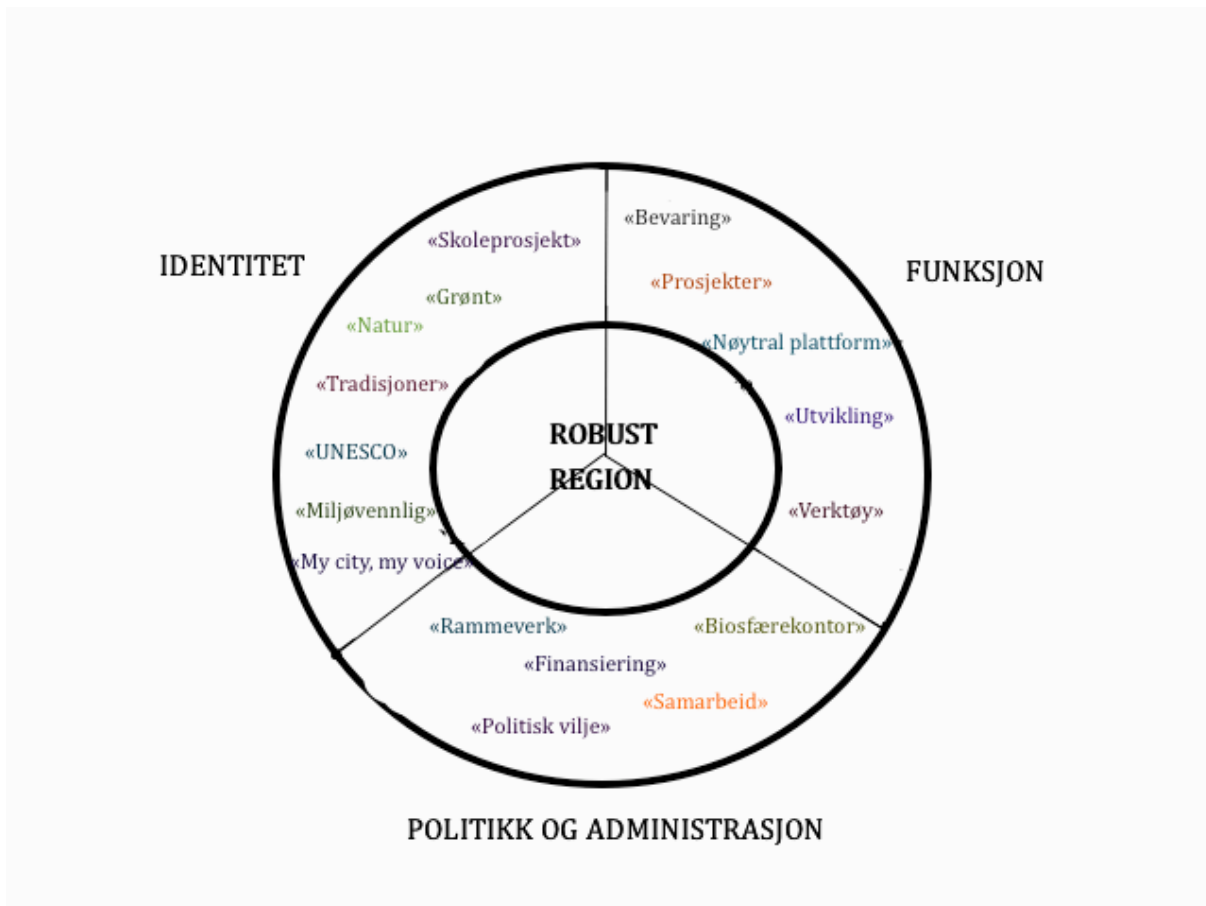 IDENTITET
FUNKSJON
«Skoleprosjekt»
«Grønt»
«Natur»
«Tradisjoner»
«UNESCO»
«Miljøvennlig»
«My city, my voice»
«Bevaring»
«Prosjekter»
«Nøytral plattform»
«Utvikling»
«Verktøy»
ROBUST
REGION
«Rammeverk»
«Biosfærekontor»
«Finansiering»
«Samarbeid»
«Politisk vilje»
POLITIKK OG ADMINISTRASJON